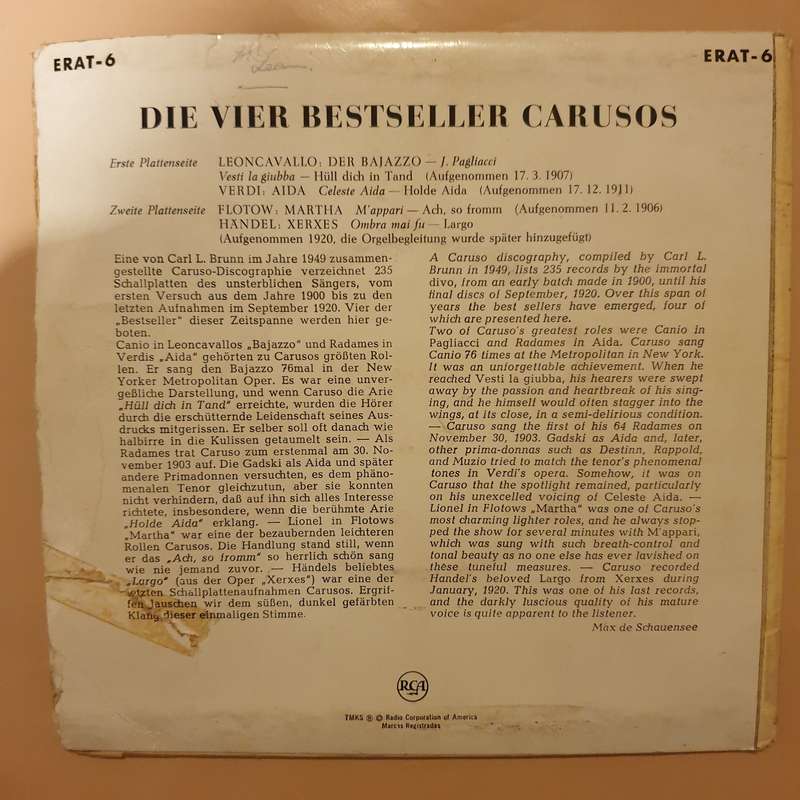 ERAT-6
ERAT-6
DIE VIER BESTSELLER CARUSOS
Erste Plattenseite LEONCAVALLO: DER BAJAZZO — J. Pagliacci
Vesti la giubba — Hüll dich in Tand (Aufgenommen 17. 3. 1907)
VERDI: AIDA Celeste Aida — Holde Aida (Aufgenommen 17. 12. 1911)
Zweite Plattenseite FLOTOW: MARTHA M'appari — Ach, so fromm (Aufgenommen 11. 2. 1906)
HÄNDEL: XERXES Ombra mai fu — Largo
(Aufgenommen 1920, die Orgelbegleitung wurde später hinzugefügt)
Eine von Carl L. Brunn im Jahre 1949 zusammen-
gestellte Caruso-Discographie verzeichnet 235
Schallplatten des unsterblichen Sängers, vom
ersten Versuch aus dem Jahre 1900 bis zu den
letzten Aufnahmen im September 1920. Vier der
„Bestseller" dieser Zeitspanne werden hier ge-
boten.
Canio in Leoncavallos „Bajazzo" und Radames in
Verdis „Aida" gehörten zu Carusos größten Rol-
len. Er sang den Bajazzo 76mal in der New
Yorker Metropolitan Oper. Es war eine unver-
geßliche Darstellung, und wenn Caruso die Arie
„Hüll dich in Tand" erreichte, wurden die Hörer
durch die erschütternde Leidenschaft seines Aus-
drucks mitgerissen. Er selber soll oft danach wie
halbirre in die Kulissen getaumelt sein. — Als
Radames trat Caruso zum erstenmal am 30. No-
vember 1903 auf. Die Gadski als Aida und später
andere Primadonnen versuchten, es dem phäno-
menalen Tenor gleichzutun, aber sie konnten
nicht verhindern, daß auf ihn sich alles Interesse
richtete, insbesondere, wenn die berühmte Arie
„Holde Aida" erklang. — Lionel in Flotows
„Martha" war eine der bezaubernden leichteren
Rollen Carusos. Die Handlung stand still, wenn
er das „Ach, so fromm" so herrlich schön sang
wie nie jemand zuvor. — Händels beliebtes
„Largo" (aus der Oper „Xerxes") war eine der
letzten Schallplattenaufnahmen Carusos. Ergrif-
fen lauschen wir dem süßen, dunkel gefärbten
Klang dieser einmaligen Stimme.
A Caruso discography, compiled by Carl L.
Brunn in 1949, lists 235 records by the immortal
divo, from an early batch made in 1900, until his
final discs of September, 1920. Over this span of
years the best sellers have emerged, four of
which are presented here.
Two of Caruso's greatest roles were Canio in
Pagliacci and Radames in Aida. Caruso sang
Canio 76 times at the Metropolitan in New York.
It was an unforgettable achievement. When he
reached Vesti la giubba, his hearers were swept
away by the passion and heartbreak of his sing-
ing, and he himself would often stagger into the
wings, at its close, in a semi-delirious condition.
— Caruso sang the first of his 64 Radames on
November 30, 1903. Gadski as Aida and, later,
other prima-donnas such as Destinn, Rappold,
and Muzio tried to match the tenor's phenomenal
tones in Verdi's opera. Somehow, it was on
Caruso that the spotlight remained, particularly
on his unexcelled voicing of Celeste Aida. —
Lionel in Flotows „Martha" was one of Caruso's
most charming lighter roles, and he always stop-
ped the show for several minutes with M'appari,
which was sung with such breath-control and
tonal beauty as no one else has ever lavished on
these tuneful measures. — Caruso recorded
Handel's beloved Largo from Xerxes during
January, 1920. This was one of his last records,
and the darkly luscious quality of his mature
voice is quite apparent to the listener.
Max de Schauensee
RCA
TMKS ® © Radio Corporation of America
Marcas Registradas